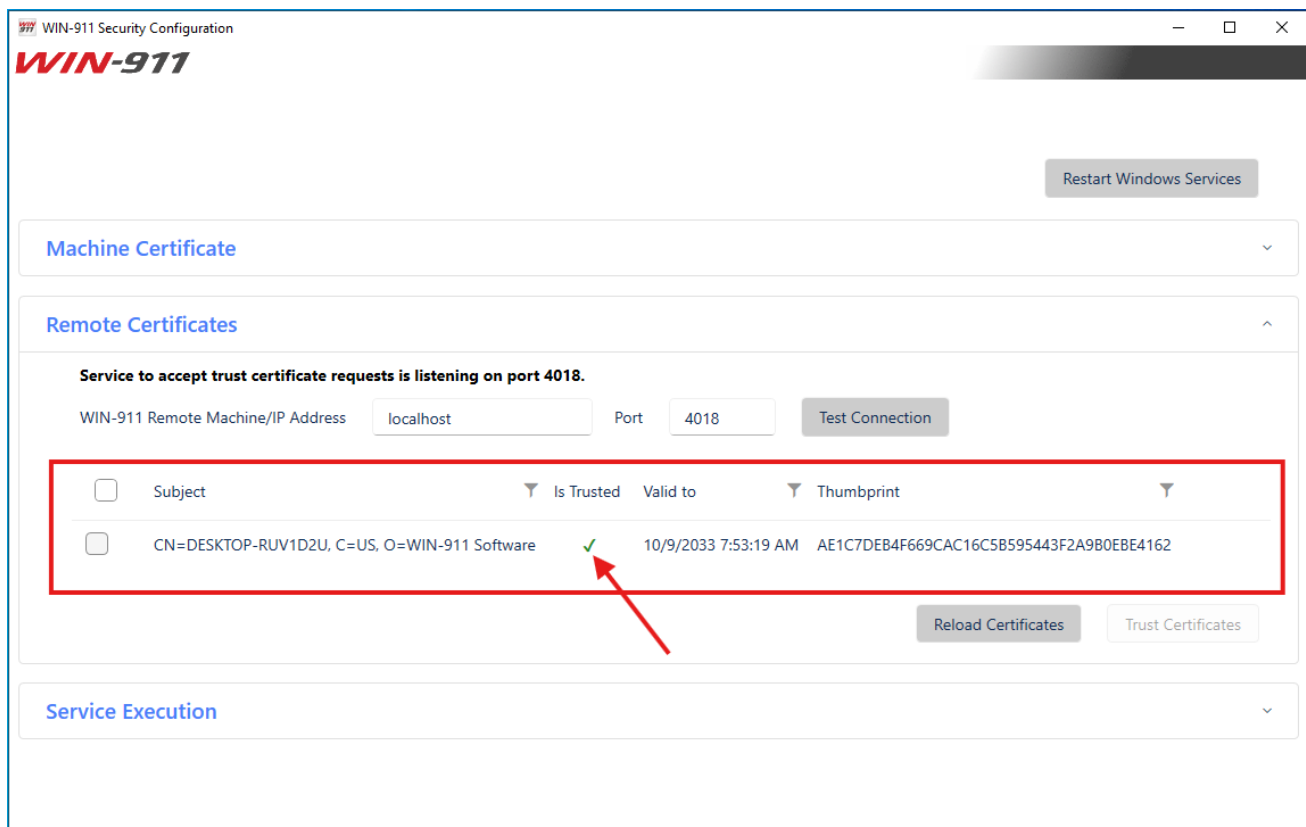 WIN-911 Security Configuration
WIN-911
Restart Windows Services
Machine Certificate
Remote Certificates
Service to accept trust certificate requests is listening on port 4018.
WIN-911 Remote Machine/IP Address localhost Port 4018 Test Connection
Subject Is Trusted Valid to Thumbprint
CN=DESKTOP-RUV1D2U, C=US, O=WIN-911 Software 10/9/2033 7:53:19 AM AE1C7DEB4F669CAC16C5B595443F2A9B0EBE4162
Reload Certificates Trust Certificates
Service Execution